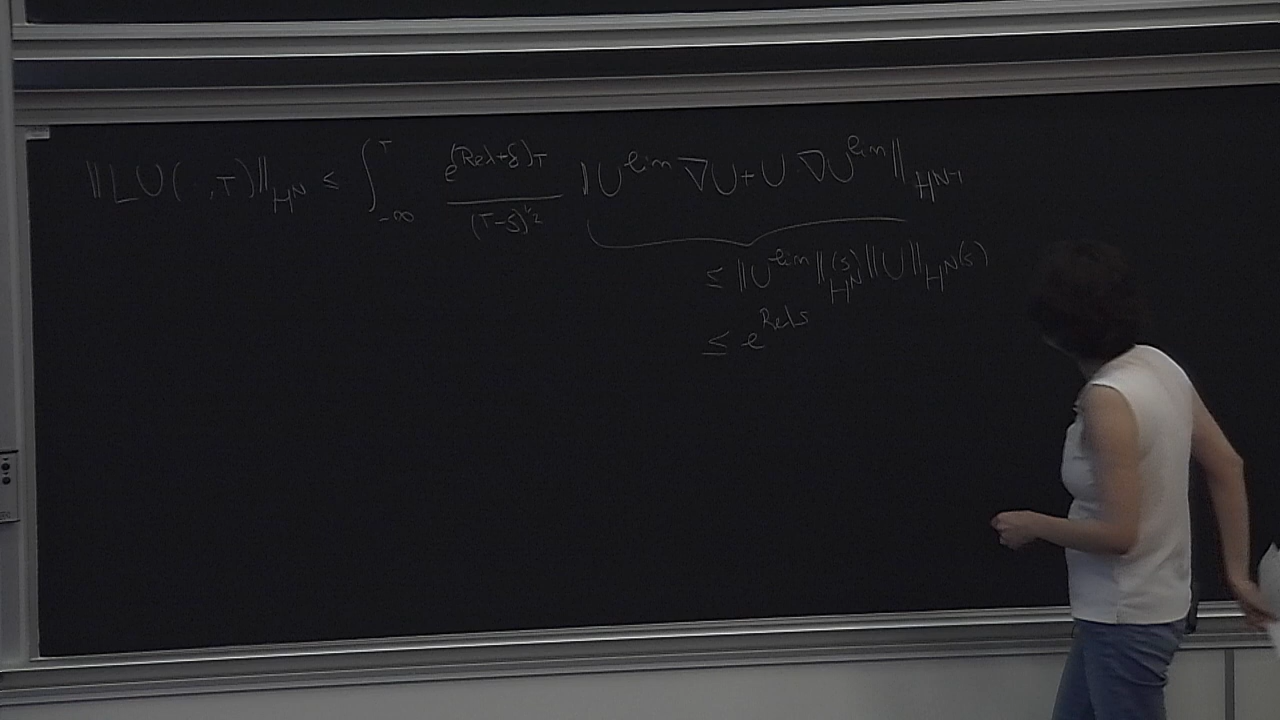 ‖LU(·,T)‖_{H^N} ≤ ∫_{-∞}^{T} e^{(Reλ+δ)T} / (T-s)^{1/2} ‖U^{lin} ∇U + U·∇U^{lin}‖_{H^{N-1}}
≤ ‖U^{lin}‖_{H^N}(s) ‖U‖_{H^N}(s)
≤ e^{Reλs}